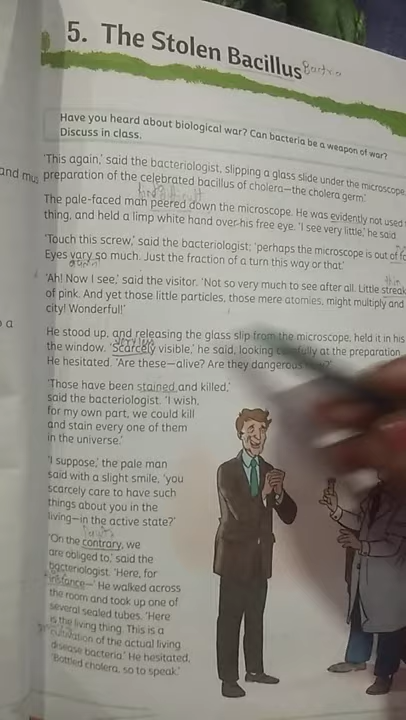 5. The Stolen Bacillus
Have you heard about biological war? Can bacteria be a weapon of war?
Discuss in class.
'This again,' said the bacteriologist, slipping a glass slide under the microscope,
and mus
preparation of the celebrated bacillus of cholera—the cholera germ.'
The pale-faced man peered down the microscope. He was evidently not used
thing, and held a limp white hand over his free eye. 'I see very little,' he said.
'Touch this screw,' said the bacteriologist; 'perhaps the microscope is out of
Eyes vary so much. Just the fraction of a turn this way or that.'
'Ah! Now I see,' said the visitor. 'Not so very much to see after all. Little streak
of pink. And yet those little particles, those mere atomies, might multiply and
city! Wonderful!'
a
He stood up, and releasing the glass slip from the microscope, held it in his
the window. 'Scarcely visible,' he said, looking at the preparation.
He hesitated. 'Are these—alive? Are they dangerous
'Those have been stained and killed,'
said the bacteriologist. 'I wish,
for my own part, we could kill
and stain every one of them
in the universe.'
'I suppose,' the pale man
said with a slight smile, 'you
scarcely care to have such
things about you in the
living—in the active state?'
'On the contrary, we
are obliged to,' said the
bacteriologist. 'Here, for
instance—' He walked across
the room and took up one of
several sealed tubes. 'Here
is the living thing. This is a
cultivation of the actual living
disease bacteria.' He hesitated,
'Bottled cholera, so to speak.'